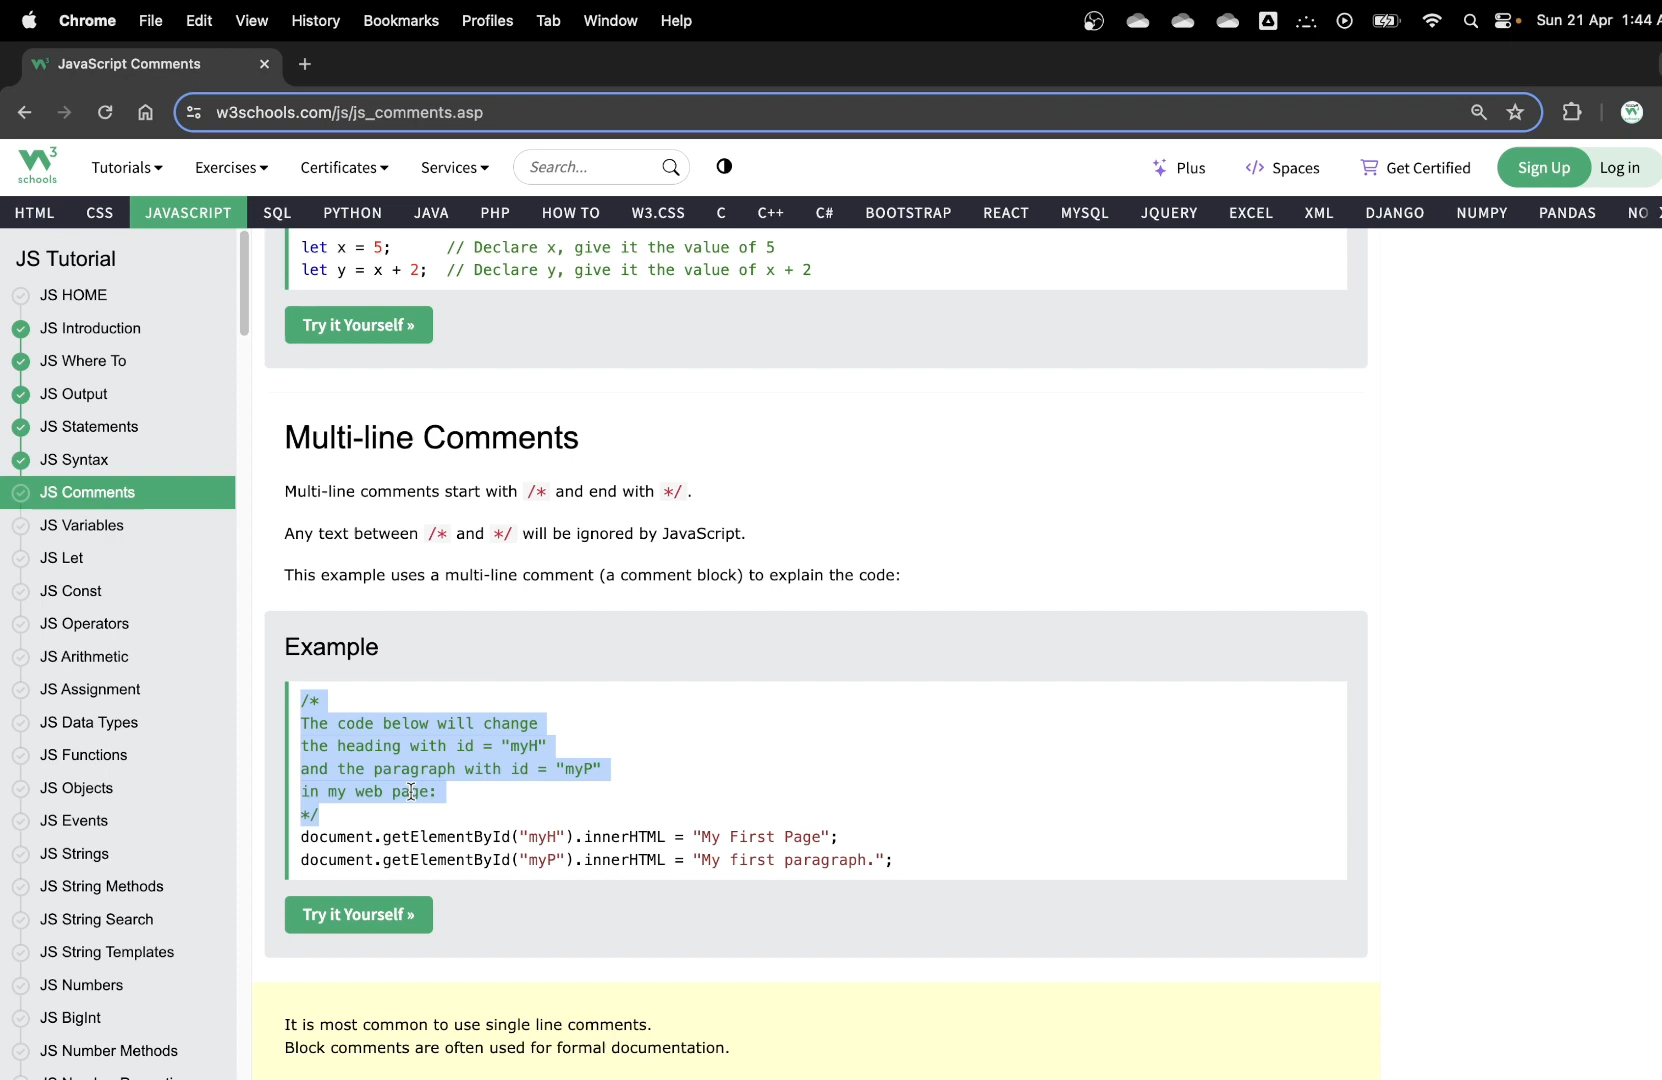 Chrome File Edit View History Bookmarks Profiles Tab Window Help Sun 21 Apr 1:44
JavaScript Comments
w3schools.com/js/js_comments.asp
W3 schools Tutorials Exercises Certificates Services Search... Plus </> Spaces Get Certified Sign Up Log in
HTML CSS JAVASCRIPT SQL PYTHON JAVA PHP HOW TO W3.CSS C C++ C# BOOTSTRAP REACT MYSQL JQUERY EXCEL XML DJANGO NUMPY PANDAS NO
JS Tutorial
JS HOME
JS Introduction
JS Where To
JS Output
JS Statements
JS Syntax
JS Comments
JS Variables
JS Let
JS Const
JS Operators
JS Arithmetic
JS Assignment
JS Data Types
JS Functions
JS Objects
JS Events
JS Strings
JS String Methods
JS String Search
JS String Templates
JS Numbers
JS BigInt
JS Number Methods
let x = 5;      // Declare x, give it the value of 5
let y = x + 2;  // Declare y, give it the value of x + 2
Try it Yourself »
Multi-line Comments
Multi-line comments start with /* and end with */.
Any text between /* and */ will be ignored by JavaScript.
This example uses a multi-line comment (a comment block) to explain the code:
Example
/*
The code below will change
the heading with id = "myH"
and the paragraph with id = "myP"
in my web page:
*/
document.getElementById("myH").innerHTML = "My First Page";
document.getElementById("myP").innerHTML = "My first paragraph.";
Try it Yourself »
It is most common to use single line comments.
Block comments are often used for formal documentation.